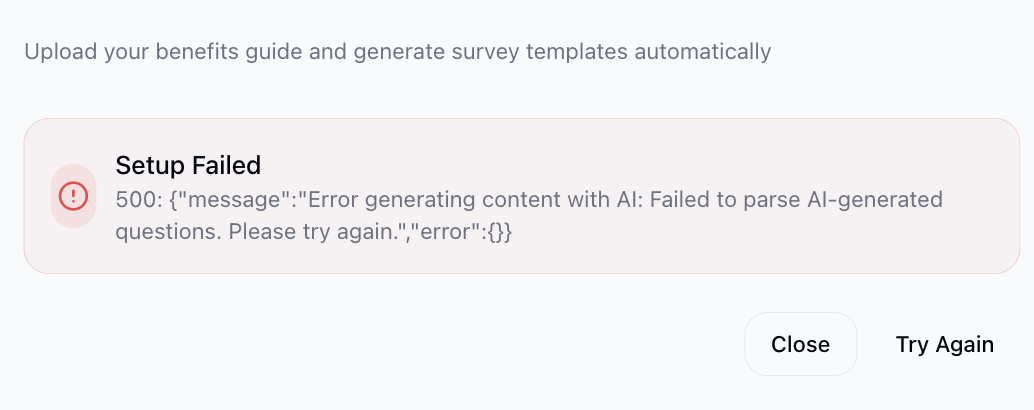 Upload your benefits guide and generate survey templates automatically
Setup Failed
500: {"message":"Error generating content with AI: Failed to parse AI-generated
questions. Please try again.","error":{}}
Close
Try Again